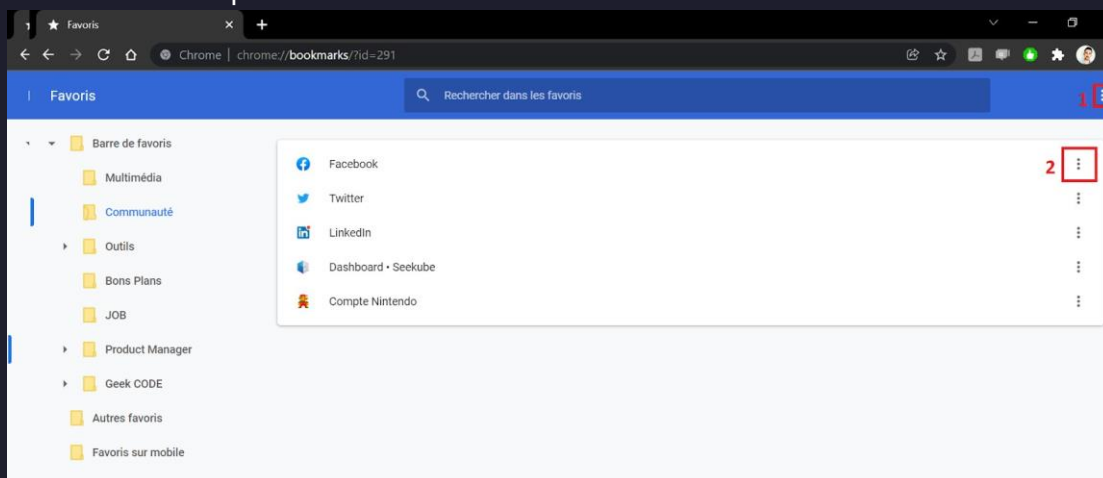 Favoris
Chrome | chrome://bookmarks/?id=291
Favoris
Rechercher dans les favoris
1
Barre de favoris
Multimédia
Communauté
Outils
Bons Plans
JOB
Product Manager
Geek CODE
Autres favoris
Favoris sur mobile
Facebook
2
Twitter
LinkedIn
Dashboard • Seekube
Compte Nintendo